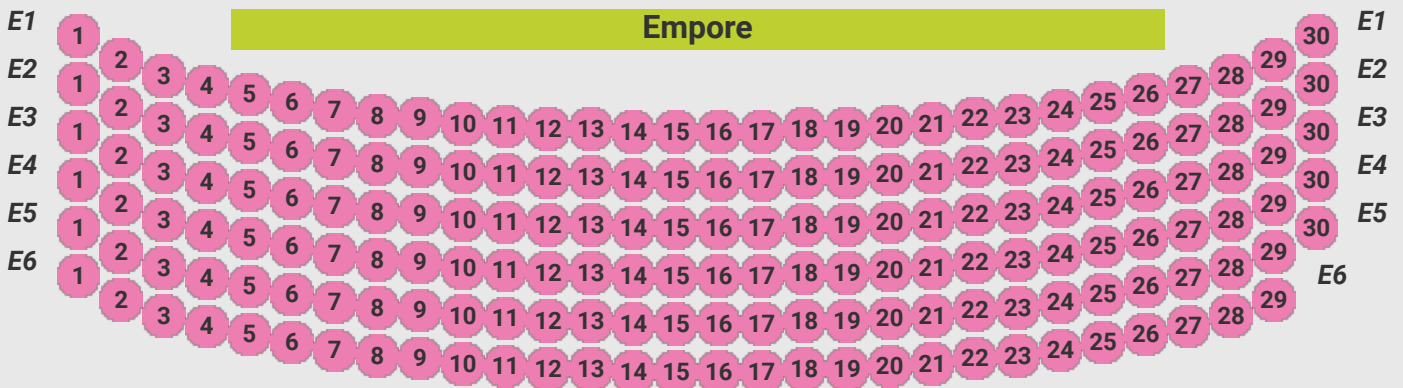 Empore
E1 1 2 3 4 5 6 7 8 9 10 11 12 13 14 15 16 17 18 19 20 21 22 23 24 25 26 27 28 29 30 E1
E2 1 2 3 4 5 6 7 8 9 10 11 12 13 14 15 16 17 18 19 20 21 22 23 24 25 26 27 28 29 30 E2
E3 1 2 3 4 5 6 7 8 9 10 11 12 13 14 15 16 17 18 19 20 21 22 23 24 25 26 27 28 29 30 E3
E4 1 2 3 4 5 6 7 8 9 10 11 12 13 14 15 16 17 18 19 20 21 22 23 24 25 26 27 28 29 30 E4
E5 1 2 3 4 5 6 7 8 9 10 11 12 13 14 15 16 17 18 19 20 21 22 23 24 25 26 27 28 29 30 E5
E6 1 2 3 4 5 6 7 8 9 10 11 12 13 14 15 16 17 18 19 20 21 22 23 24 25 26 27 28 29 E6